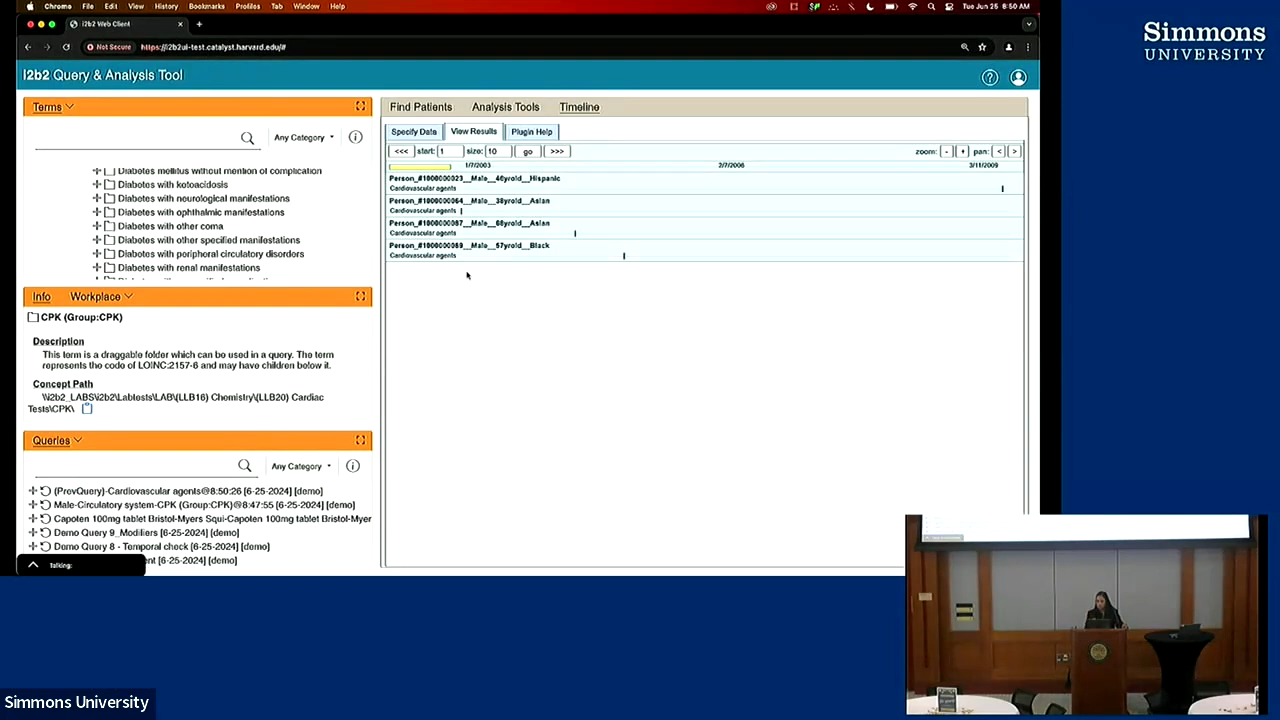 Chrome File Edit View History Bookmarks Profiles Tab Window Help
Tue Jun 25 8:50 AM
i2b2 Web Client
Not Secure https://i2b2ui-test.catalyst.harvard.edu/#
Simmons
UNIVERSITY
i2b2 Query & Analysis Tool
Terms
Any Category
Diabetes mellitus without mention of complication
Diabetes with ketoacidosis
Diabetes with neurological manifestations
Diabetes with ophthalmic manifestations
Diabetes with other coma
Diabetes with other specified manifestations
Diabetes with peripheral circulatory disorders
Diabetes with renal manifestations
Info Workplace
CPK (Group:CPK)
Description
This term is a draggable folder which can be used in a query. The term
represents the code of LOINC:2157-6 and may have children below it.
Concept Path
\\i2b2_LABS\i2b2\Labtests\LAB\(LLB16) Chemistry\(LLB20) Cardiac
Tests\CPK\
Queries
Any Category
(PrevQuery)-Cardiovascular agents@8:50:26 [6-25-2024] [demo]
Male-Circulatory system-CPK (Group:CPK)@8:47:55 [6-25-2024] [demo]
Capoten 100mg tablet Bristol-Myers Squi-Capoten 100mg tablet Bristol-Myer
Demo Query 9_Modifiers [6-25-2024] [demo]
Demo Query 8 - Temporal check [6-25-2024] [demo]
[6-25-2024] [demo]
Talking:
Find Patients Analysis Tools Timeline
Specify Data View Results Plugin Help
<<< start: 1 size: 10 go >>> zoom: - + pan: < >
1/7/2003 2/7/2006 3/11/2009
Person_#1000000023__Male__46yrold__Hispanic
Cardiovascular agents
Person_#1000000064__Male__38yrold__Asian
Cardiovascular agents
Person_#1000000087__Male__68yrold__Asian
Cardiovascular agents
Person_#1000000089__Male__57yrold__Black
Cardiovascular agents
Simmons University